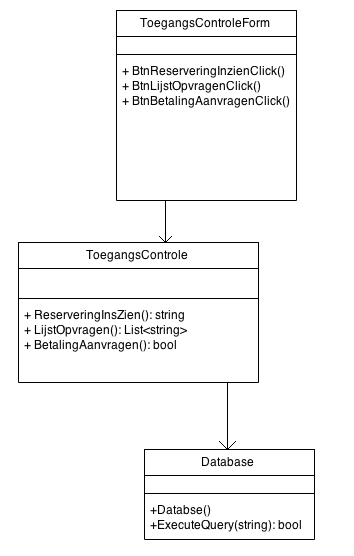 ToegangsControleForm
+ BtnReserveringInzienClick()
+ BtnLijstOpvragenClick()
+ BtnBetalingAanvragenClick()
ToegangsControle
+ ReserveringInsZien(): string
+ LijstOpvragen(): List<string>
+ BetalingAanvragen(): bool
Database
+Databse()
+ExecuteQuery(string): bool